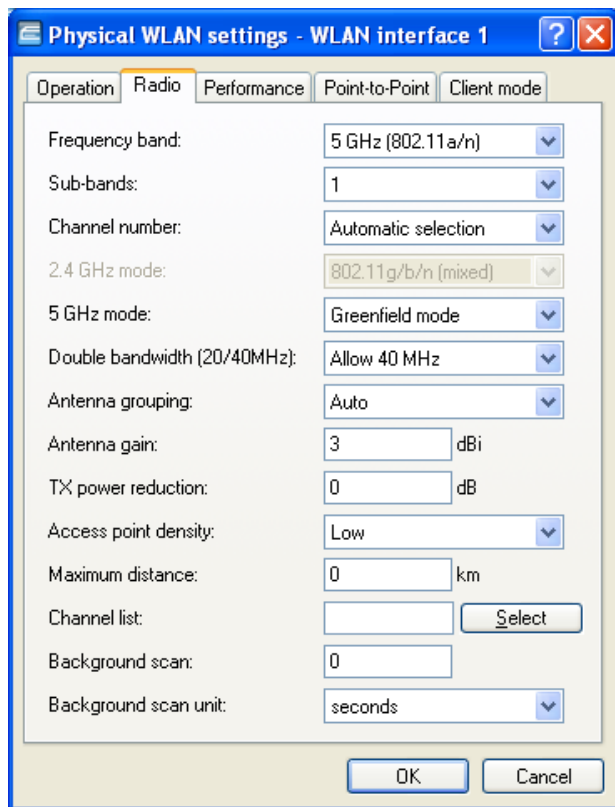 Physical WLAN settings - WLAN interface 1
Operation Radio Performance Point-to-Point Client mode
Frequency band: 5 GHz (802.11a/n)
Sub-bands: 1
Channel number: Automatic selection
2.4 GHz mode: 802.11g/b/n (mixed)
5 GHz mode: Greenfield mode
Double bandwidth (20/40MHz): Allow 40 MHz
Antenna grouping: Auto
Antenna gain: 3 dBi
TX power reduction: 0 dB
Access point density: Low
Maximum distance: 0 km
Channel list: Select
Background scan: 0
Background scan unit: seconds
OK Cancel